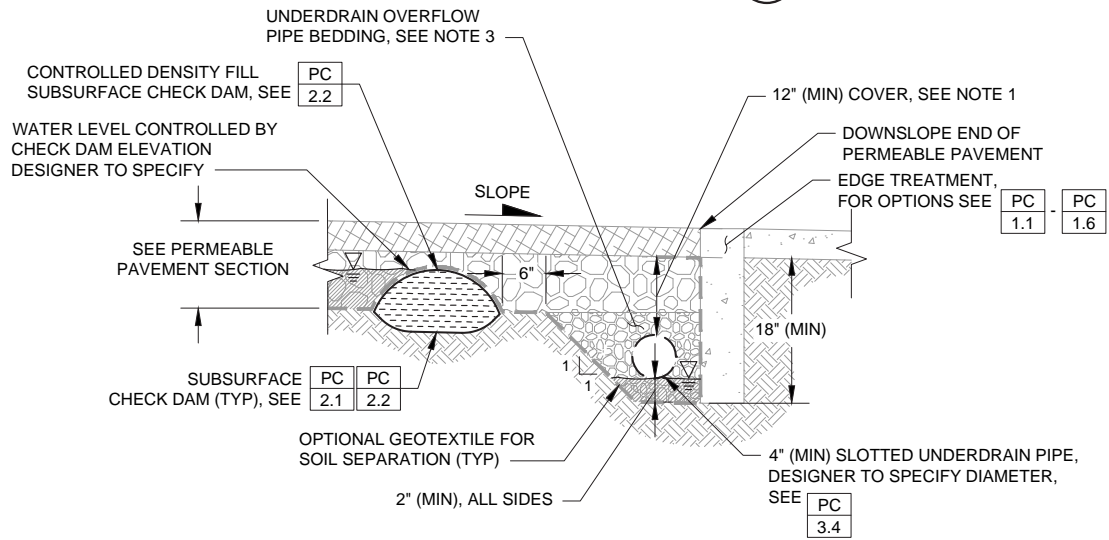 UNDERDRAIN OVERFLOW
PIPE BEDDING, SEE NOTE 3
CONTROLLED DENSITY FILL
SUBSURFACE CHECK DAM, SEE
PC
2.2
12" (MIN) COVER, SEE NOTE 1
WATER LEVEL CONTROLLED BY
CHECK DAM ELEVATION
DESIGNER TO SPECIFY
DOWNSLOPE END OF
PERMEABLE PAVEMENT
EDGE TREATMENT,
FOR OPTIONS SEE
PC - PC
1.1 1.6
SLOPE
SEE PERMEABLE
PAVEMENT SECTION
6"
18" (MIN)
1
1
SUBSURFACE
CHECK DAM (TYP), SEE
PC PC
2.1 2.2
OPTIONAL GEOTEXTILE FOR
SOIL SEPARATION (TYP)
2" (MIN), ALL SIDES
4" (MIN) SLOTTED UNDERDRAIN PIPE,
DESIGNER TO SPECIFY DIAMETER,
SEE
PC
3.4